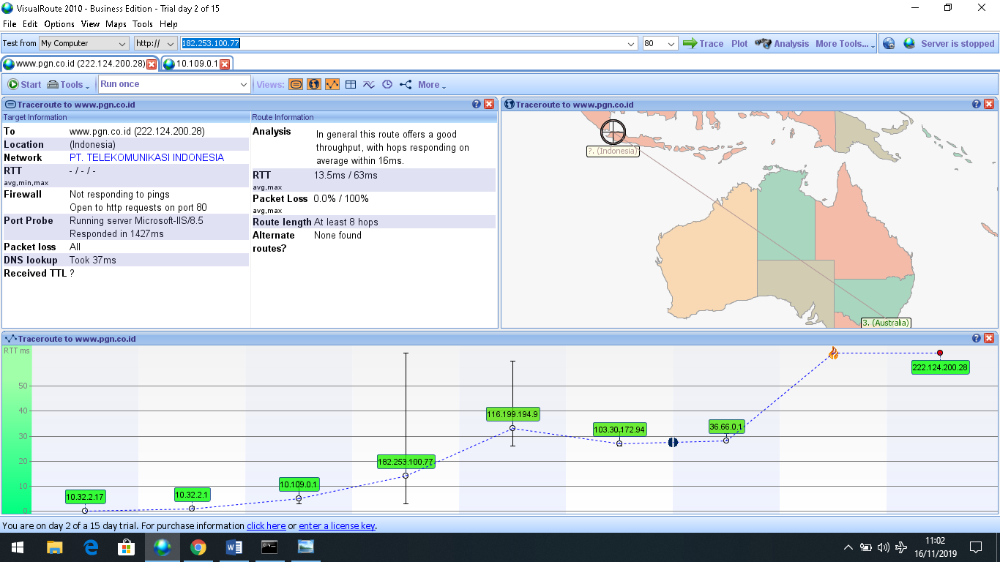 VisualRoute 2010 - Business Edition - Trial day 2 of 15
File Edit Options View Maps Tools Help
Test from My Computer http:// 182.253.100.77 80 Trace Plot Analysis More Tools... Server is stopped
www.pgn.co.id (222.124.200.28) 10.109.0.1
Start Tools Run once Views: More
Traceroute to www.pgn.co.id
Target Information
To www.pgn.co.id (222.124.200.28)
Location (Indonesia)
Network PT. TELEKOMUNIKASI INDONESIA
RTT - / - / -
avg,min,max
Firewall Not responding to pings
Open to http requests on port 80
Port Probe Running server Microsoft-IIS/8.5
Responded in 1427ms
Packet loss All
DNS lookup Took 37ms
Received TTL ?
Route Information
Analysis In general this route offers a good
throughput, with hops responding on
average within 16ms.
RTT 13.5ms / 63ms
avg,max
Packet Loss 0.0% / 100%
avg,max
Route length At least 8 hops
Alternate None found
routes?
Traceroute to www.pgn.co.id
?. (Indonesia)
3. (Australia)
Traceroute to www.pgn.co.id
RTT ms
50
40
30
20
10
0
10.32.2.17
10.32.2.1
10.109.0.1
182.253.100.77
116.199.194.9
103.30.172.94
36.66.0.1
222.124.200.28
You are on day 2 of a 15 day trial. For purchase information click here or enter a license key.
11:02
16/11/2019